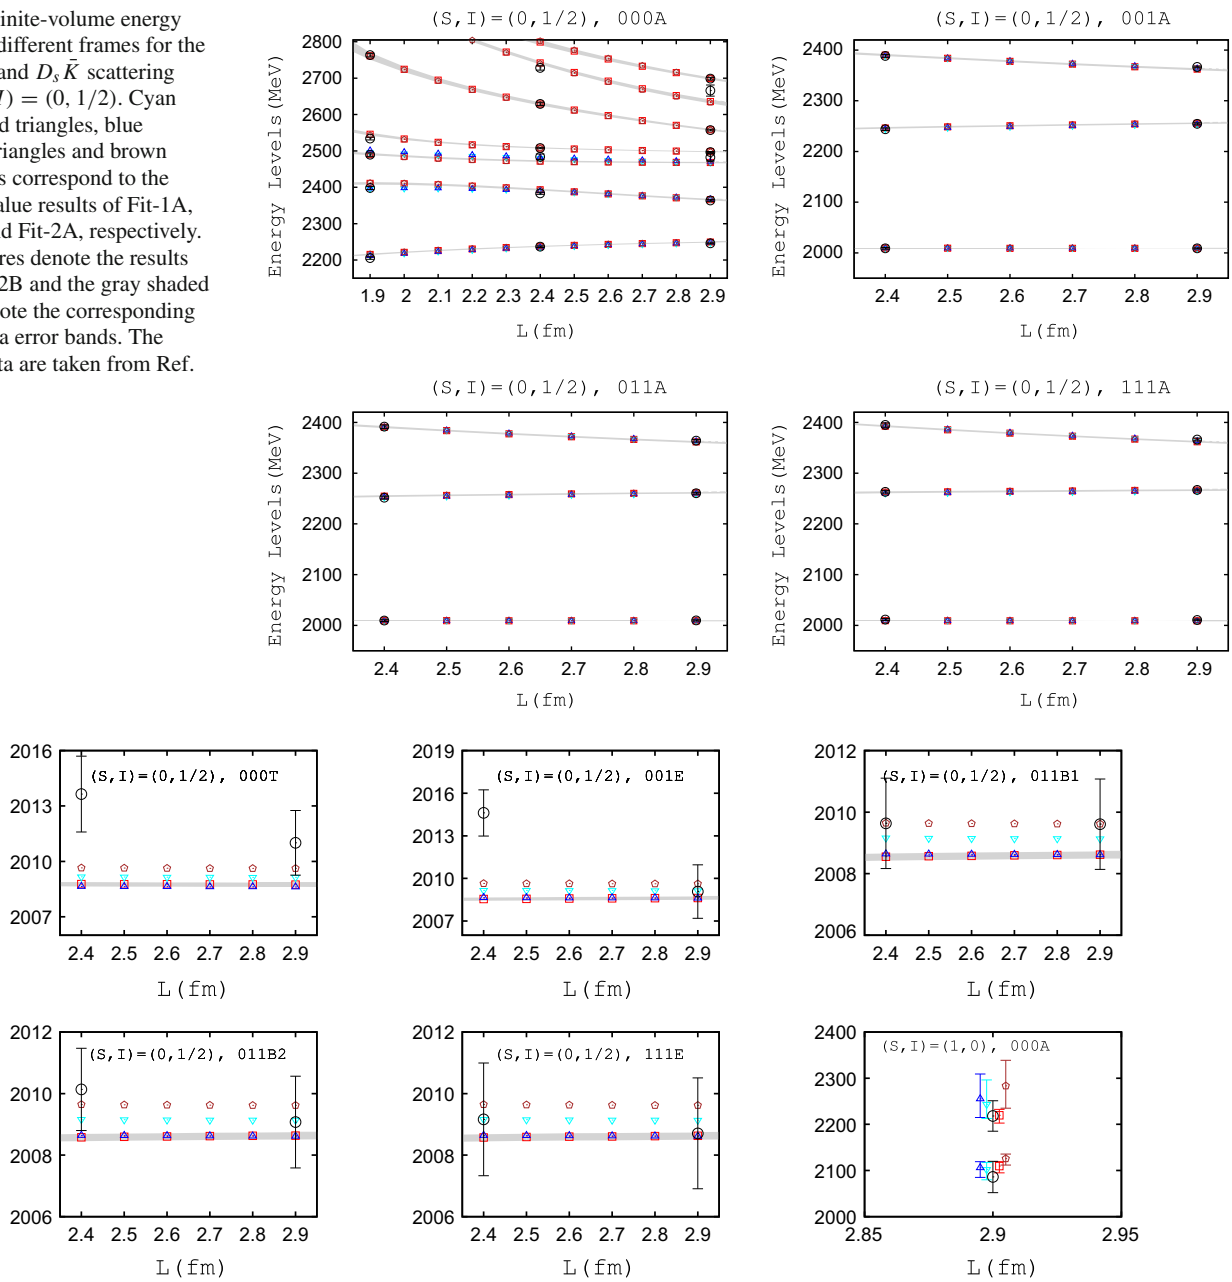 nite-volume energy
different frames for the
and D_s K̄ scattering
I) = (0, 1/2). Cyan
d triangles, blue
riangles and brown
s correspond to the
alue results of Fit-1A,
nd Fit-2A, respectively.
res denote the results
2B and the gray shaded
ote the corresponding
a error bands. The
ta are taken from Ref.
(S,I)=(0,1/2), 000A
Energy Levels(MeV)
2800
2700
2600
2500
2400
2300
2200
1.9 2 2.1 2.2 2.3 2.4 2.5 2.6 2.7 2.8 2.9
L(fm)
(S,I)=(0,1/2), 001A
Energy Levels(MeV)
2400
2300
2200
2100
2000
2.4 2.5 2.6 2.7 2.8 2.9
L(fm)
(S,I)=(0,1/2), 011A
Energy Levels(MeV)
2400
2300
2200
2100
2000
2.4 2.5 2.6 2.7 2.8 2.9
L(fm)
(S,I)=(0,1/2), 111A
Energy Levels(MeV)
2400
2300
2200
2100
2000
2.4 2.5 2.6 2.7 2.8 2.9
L(fm)
(S,I)=(0,1/2), 000T
2016
2013
2010
2007
2.4 2.5 2.6 2.7 2.8 2.9
L(fm)
(S,I)=(0,1/2), 001E
2019
2016
2013
2010
2007
2.4 2.5 2.6 2.7 2.8 2.9
L(fm)
(S,I)=(0,1/2), 011B1
2012
2010
2008
2006
2.4 2.5 2.6 2.7 2.8 2.9
L(fm)
(S,I)=(0,1/2), 011B2
2012
2010
2008
2006
2.4 2.5 2.6 2.7 2.8 2.9
L(fm)
(S,I)=(0,1/2), 111E
2012
2010
2008
2006
2.4 2.5 2.6 2.7 2.8 2.9
L(fm)
(S,I)=(1,0), 000A
2400
2300
2200
2100
2000
2.85 2.9 2.95
L(fm)